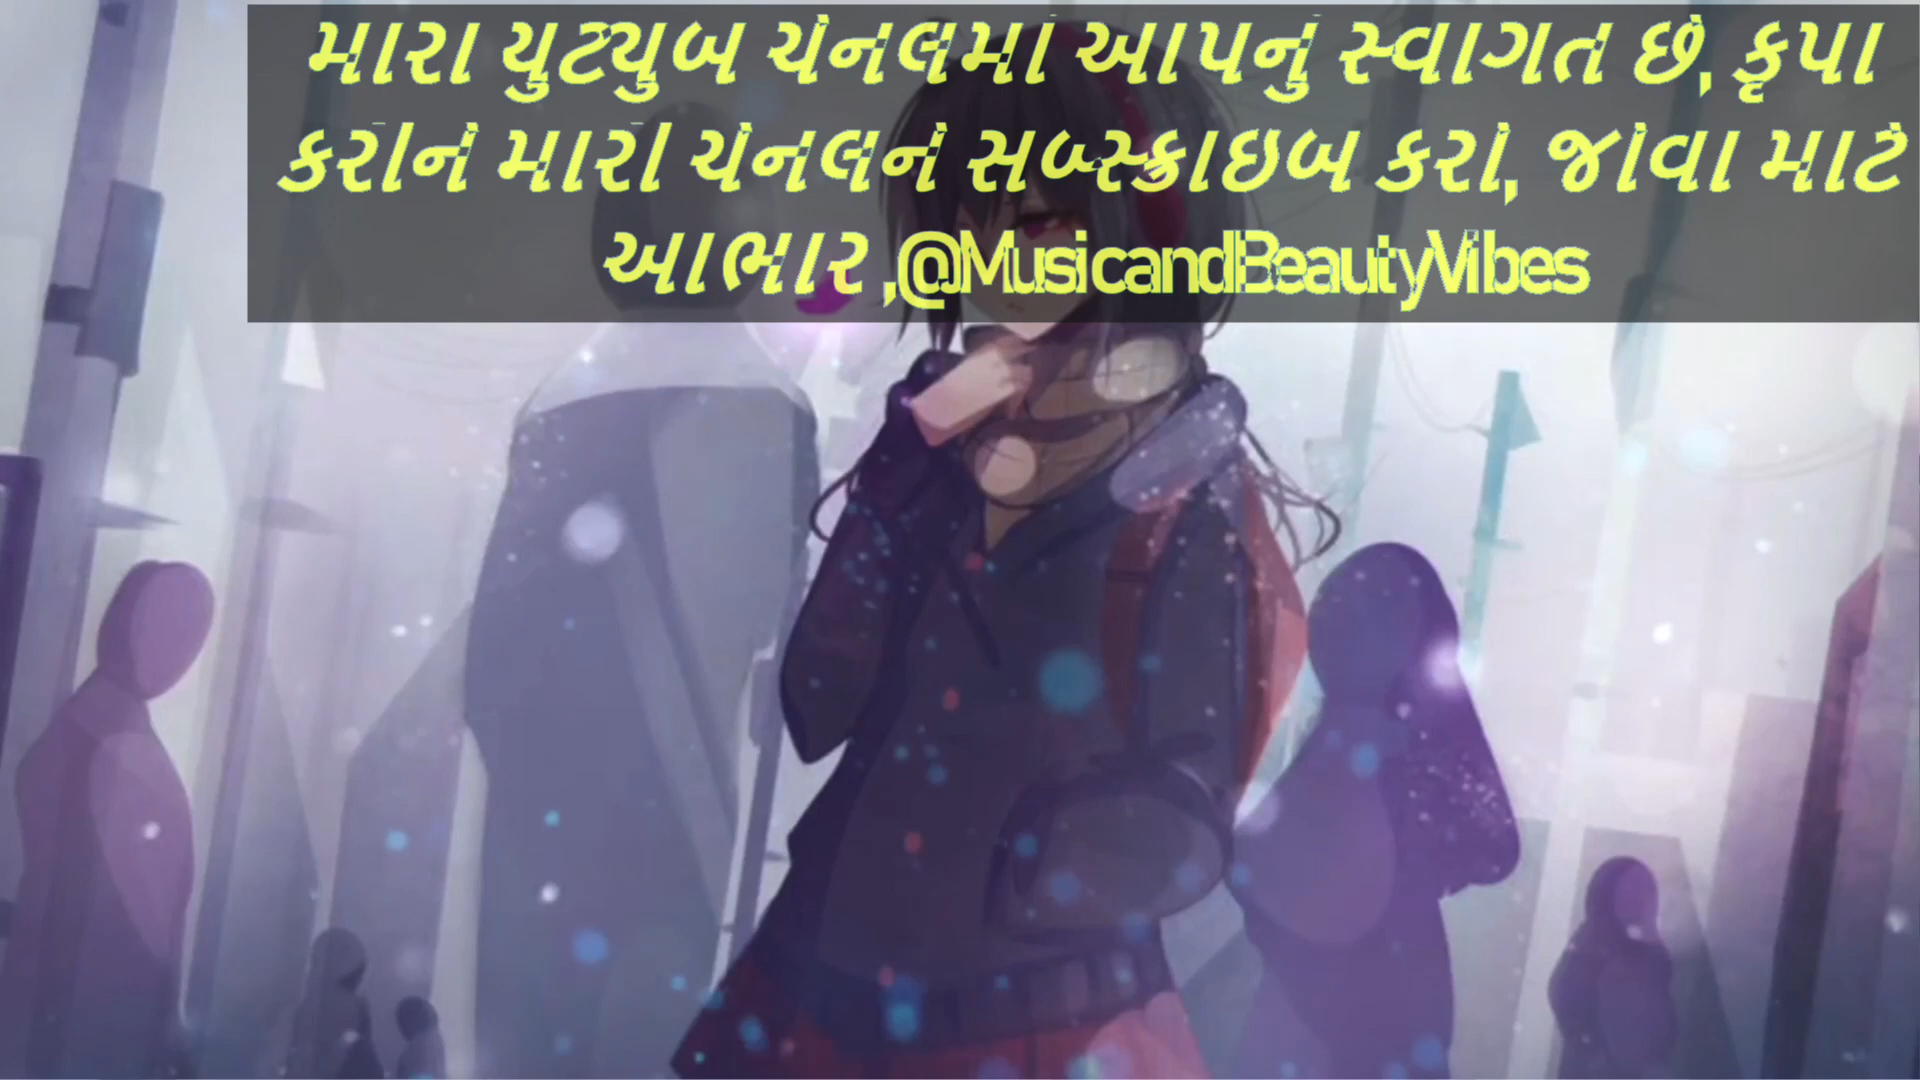 મારા યુટ્યુબ ચેનલમાં આપનું સ્વાગત છે, કૃપા
કરીને મારી ચેનલને સબ્સ્ક્રાઇબ કરો, જોવા માટે
આભાર ,@MusicandBeautyVibes